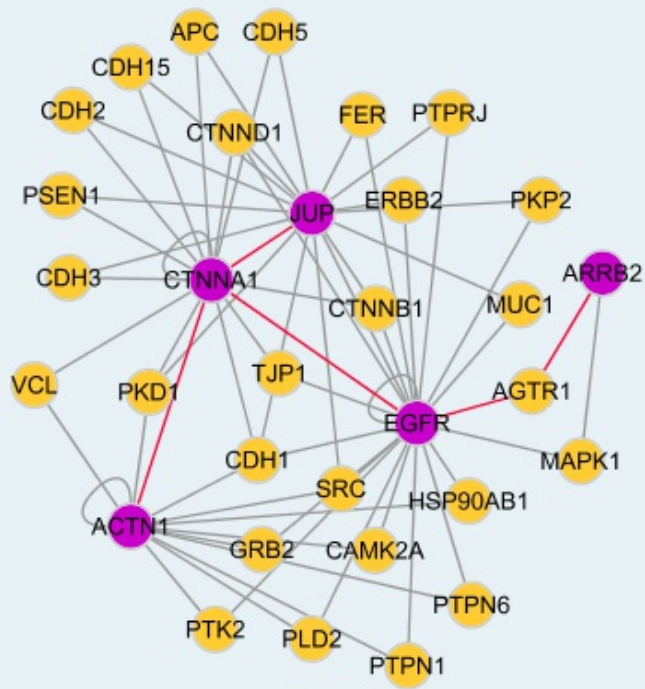 APC
CDH5
CDH15
CDH2
CTNND1
FER
PTPRJ
PSEN1
JUP
ERBB2
PKP2
CDH3
CTNNA1
ARRB2
CTNNB1
MUC1
VCL
PKD1
TJP1
AGTR1
EGFR
CDH1
MAPK1
SRC
HSP90AB1
ACTN1
GRB2
CAMK2A
PTPN6
PTK2
PLD2
PTPN1